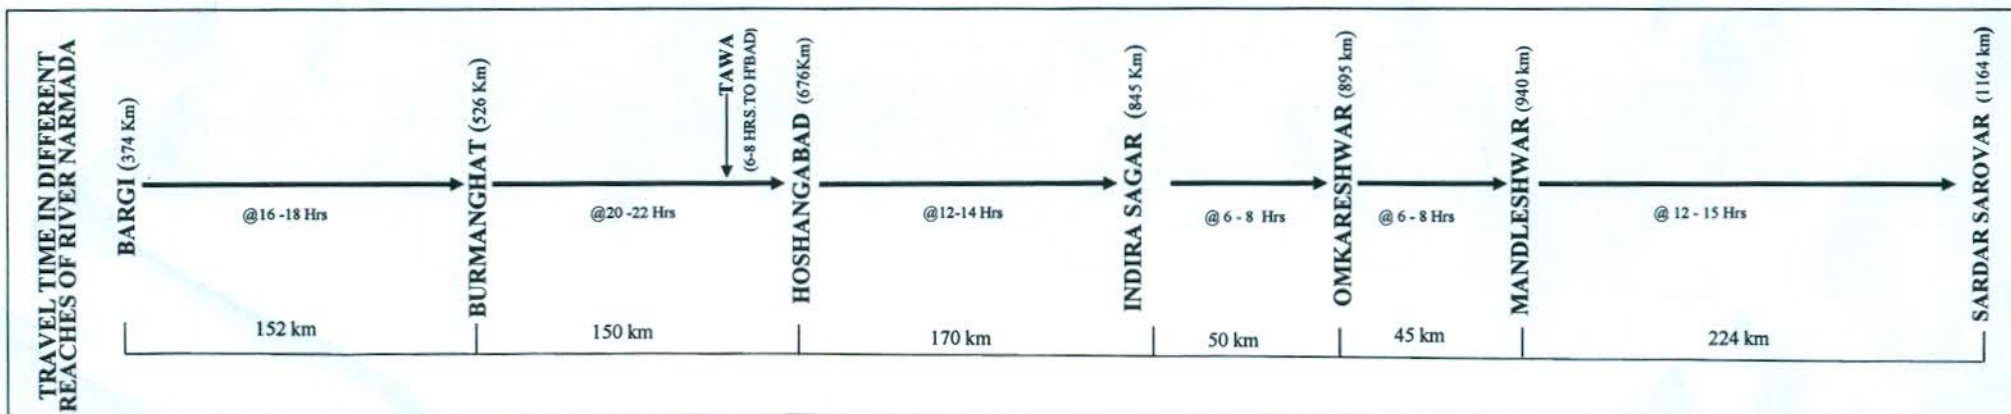 TRAVEL TIME IN DIFFERENT
REACHES OF RIVER NARMADA
BARGI (374 Km)
@16 -18 Hrs
BURMANGHAT (526 Km)
@20 -22 Hrs
TAWA
(6-8 HRS.TO H'BAD)
HOSHANGABAD (676Km)
@12-14 Hrs
INDIRA SAGAR (845 Km)
@ 6 - 8 Hrs
OMKARESHWAR (895 km)
@ 6 - 8 Hrs
MANDLESHWAR (940 km)
@ 12 - 15 Hrs
SARDAR SAROVAR (1164 km)
152 km
150 km
170 km
50 km
45 km
224 km